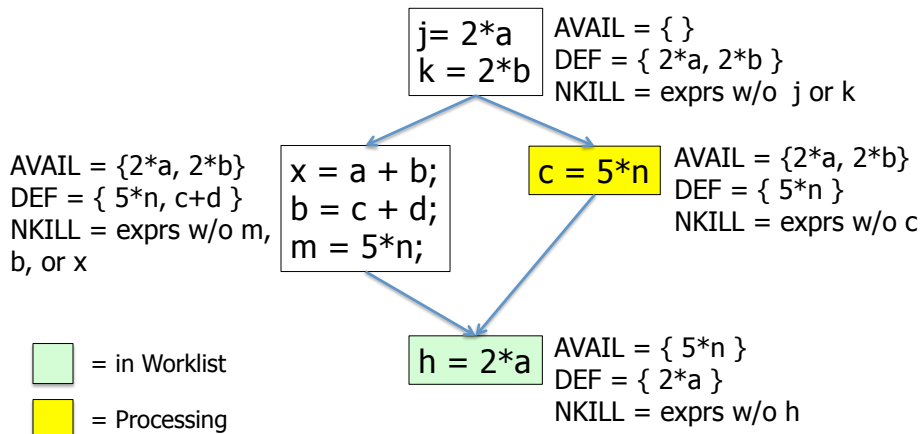 j= 2*a
k = 2*b
AVAIL = { }
DEF = { 2*a, 2*b }
NKILL = exprs w/o  j or k
AVAIL = {2*a, 2*b}
DEF = { 5*n, c+d }
NKILL = exprs w/o m,
b, or x
x = a + b;
b = c + d;
m = 5*n;
c = 5*n
AVAIL = {2*a, 2*b}
DEF = { 5*n }
NKILL = exprs w/o c
h = 2*a
AVAIL = { 5*n }
DEF = { 2*a }
NKILL = exprs w/o h
= in Worklist
= Processing